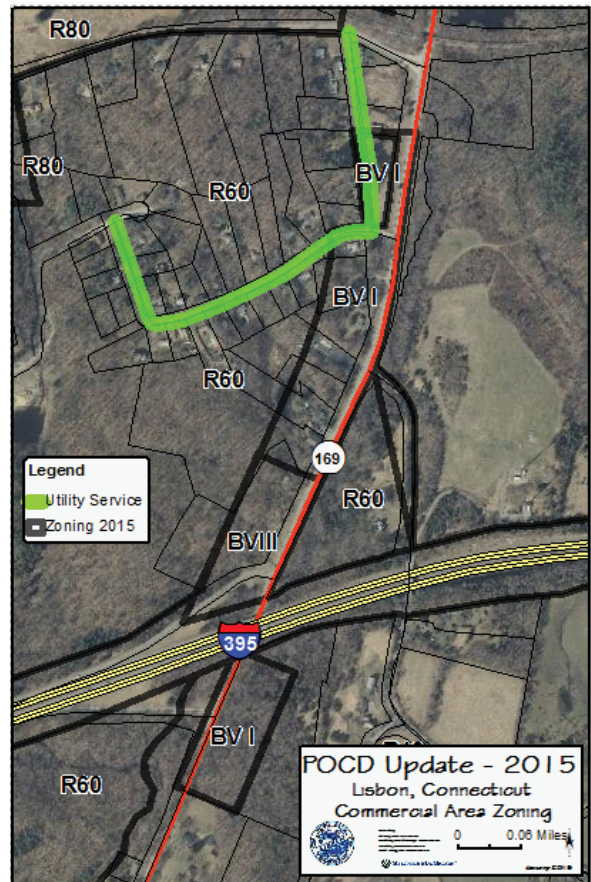 R80
R80
R60
BV I
BV I
R60
169
R60
Legend
Utility Service
Zoning 2015
BVIII
395
BV I
R60
POCD Update - 2015
Lisbon, Connecticut
Commercial Area Zoning
0 0.06 Miles